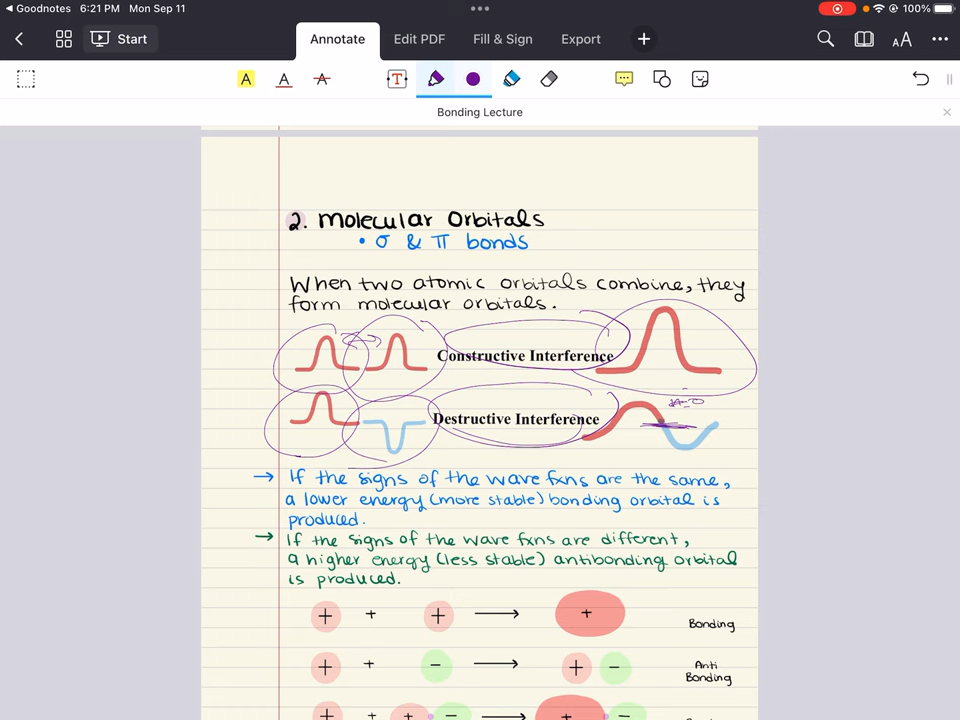 Goodnotes 6:21 PM Mon Sep 11 100%
Start Annotate Edit PDF Fill & Sign Export
Bonding Lecture
2. Molecular Orbitals
• σ & π bonds
When two atomic orbitals combine, they
form molecular orbitals.
Constructive Interference
Destructive Interference
→ If the signs of the wave fxns are the same,
a lower energy (more stable) bonding orbital is
produced.
→ If the signs of the wave fxns are different,
a higher energy (less stable) antibonding orbital
is produced.
+ + + → + Bonding
+ + - → + - Anti
Bonding
+ + + - → + -